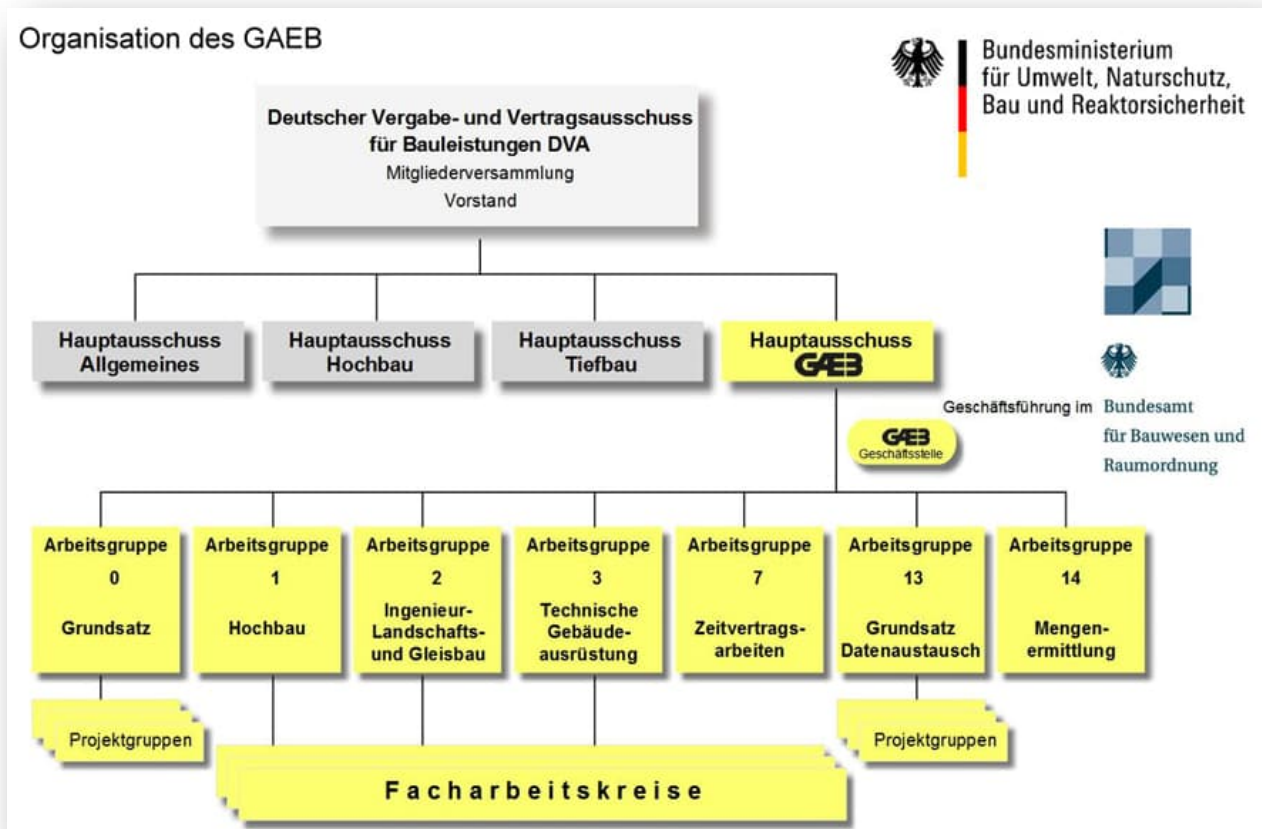 Organisation des GAEB
Bundesministerium
für Umwelt, Naturschutz,
Bau und Reaktorsicherheit
Deutscher Vergabe- und Vertragsausschuss
für Bauleistungen DVA
Mitgliederversammlung
Vorstand
Hauptausschuss
Allgemeines
Hauptausschuss
Hochbau
Hauptausschuss
Tiefbau
Hauptausschuss
GAEB
Geschäftsführung im
Bundesamt
für Bauwesen und
Raumordnung
GAEB
Geschäftsstelle
Arbeitsgruppe
0
Grundsatz
Arbeitsgruppe
1
Hochbau
Arbeitsgruppe
2
Ingenieur-
Landschafts-
und Gleisbau
Arbeitsgruppe
3
Technische
Gebäude-
ausrüstung
Arbeitsgruppe
7
Zeitvertrags-
arbeiten
Arbeitsgruppe
13
Grundsatz
Datenaustausch
Arbeitsgruppe
14
Mengen-
ermittlung
Projektgruppen
Projektgruppen
Facharbeitskreise